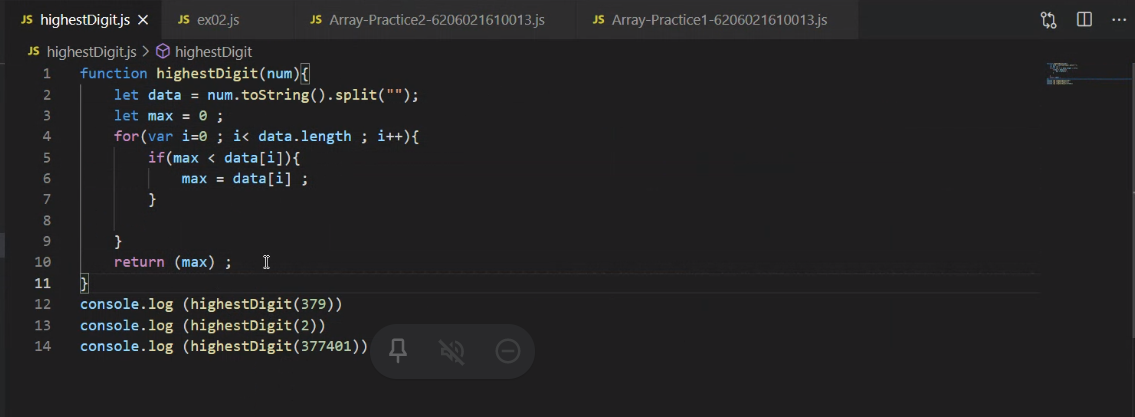 JS highestDigit.js × JS ex02.js JS Array-Practice2-6206021610013.js JS Array-Practice1-6206021610013.js
JS highestDigit.js > highestDigit
1 function highestDigit(num){
2 let data = num.toString().split("");
3 let max = 0 ;
4 for(var i=0 ; i< data.length ; i++){
5 if(max < data[i]){
6 max = data[i] ;
7 }
8
9 }
10 return (max) ;
11 }
12 console.log (highestDigit(379))
13 console.log (highestDigit(2))
14 console.log (highestDigit(377401))